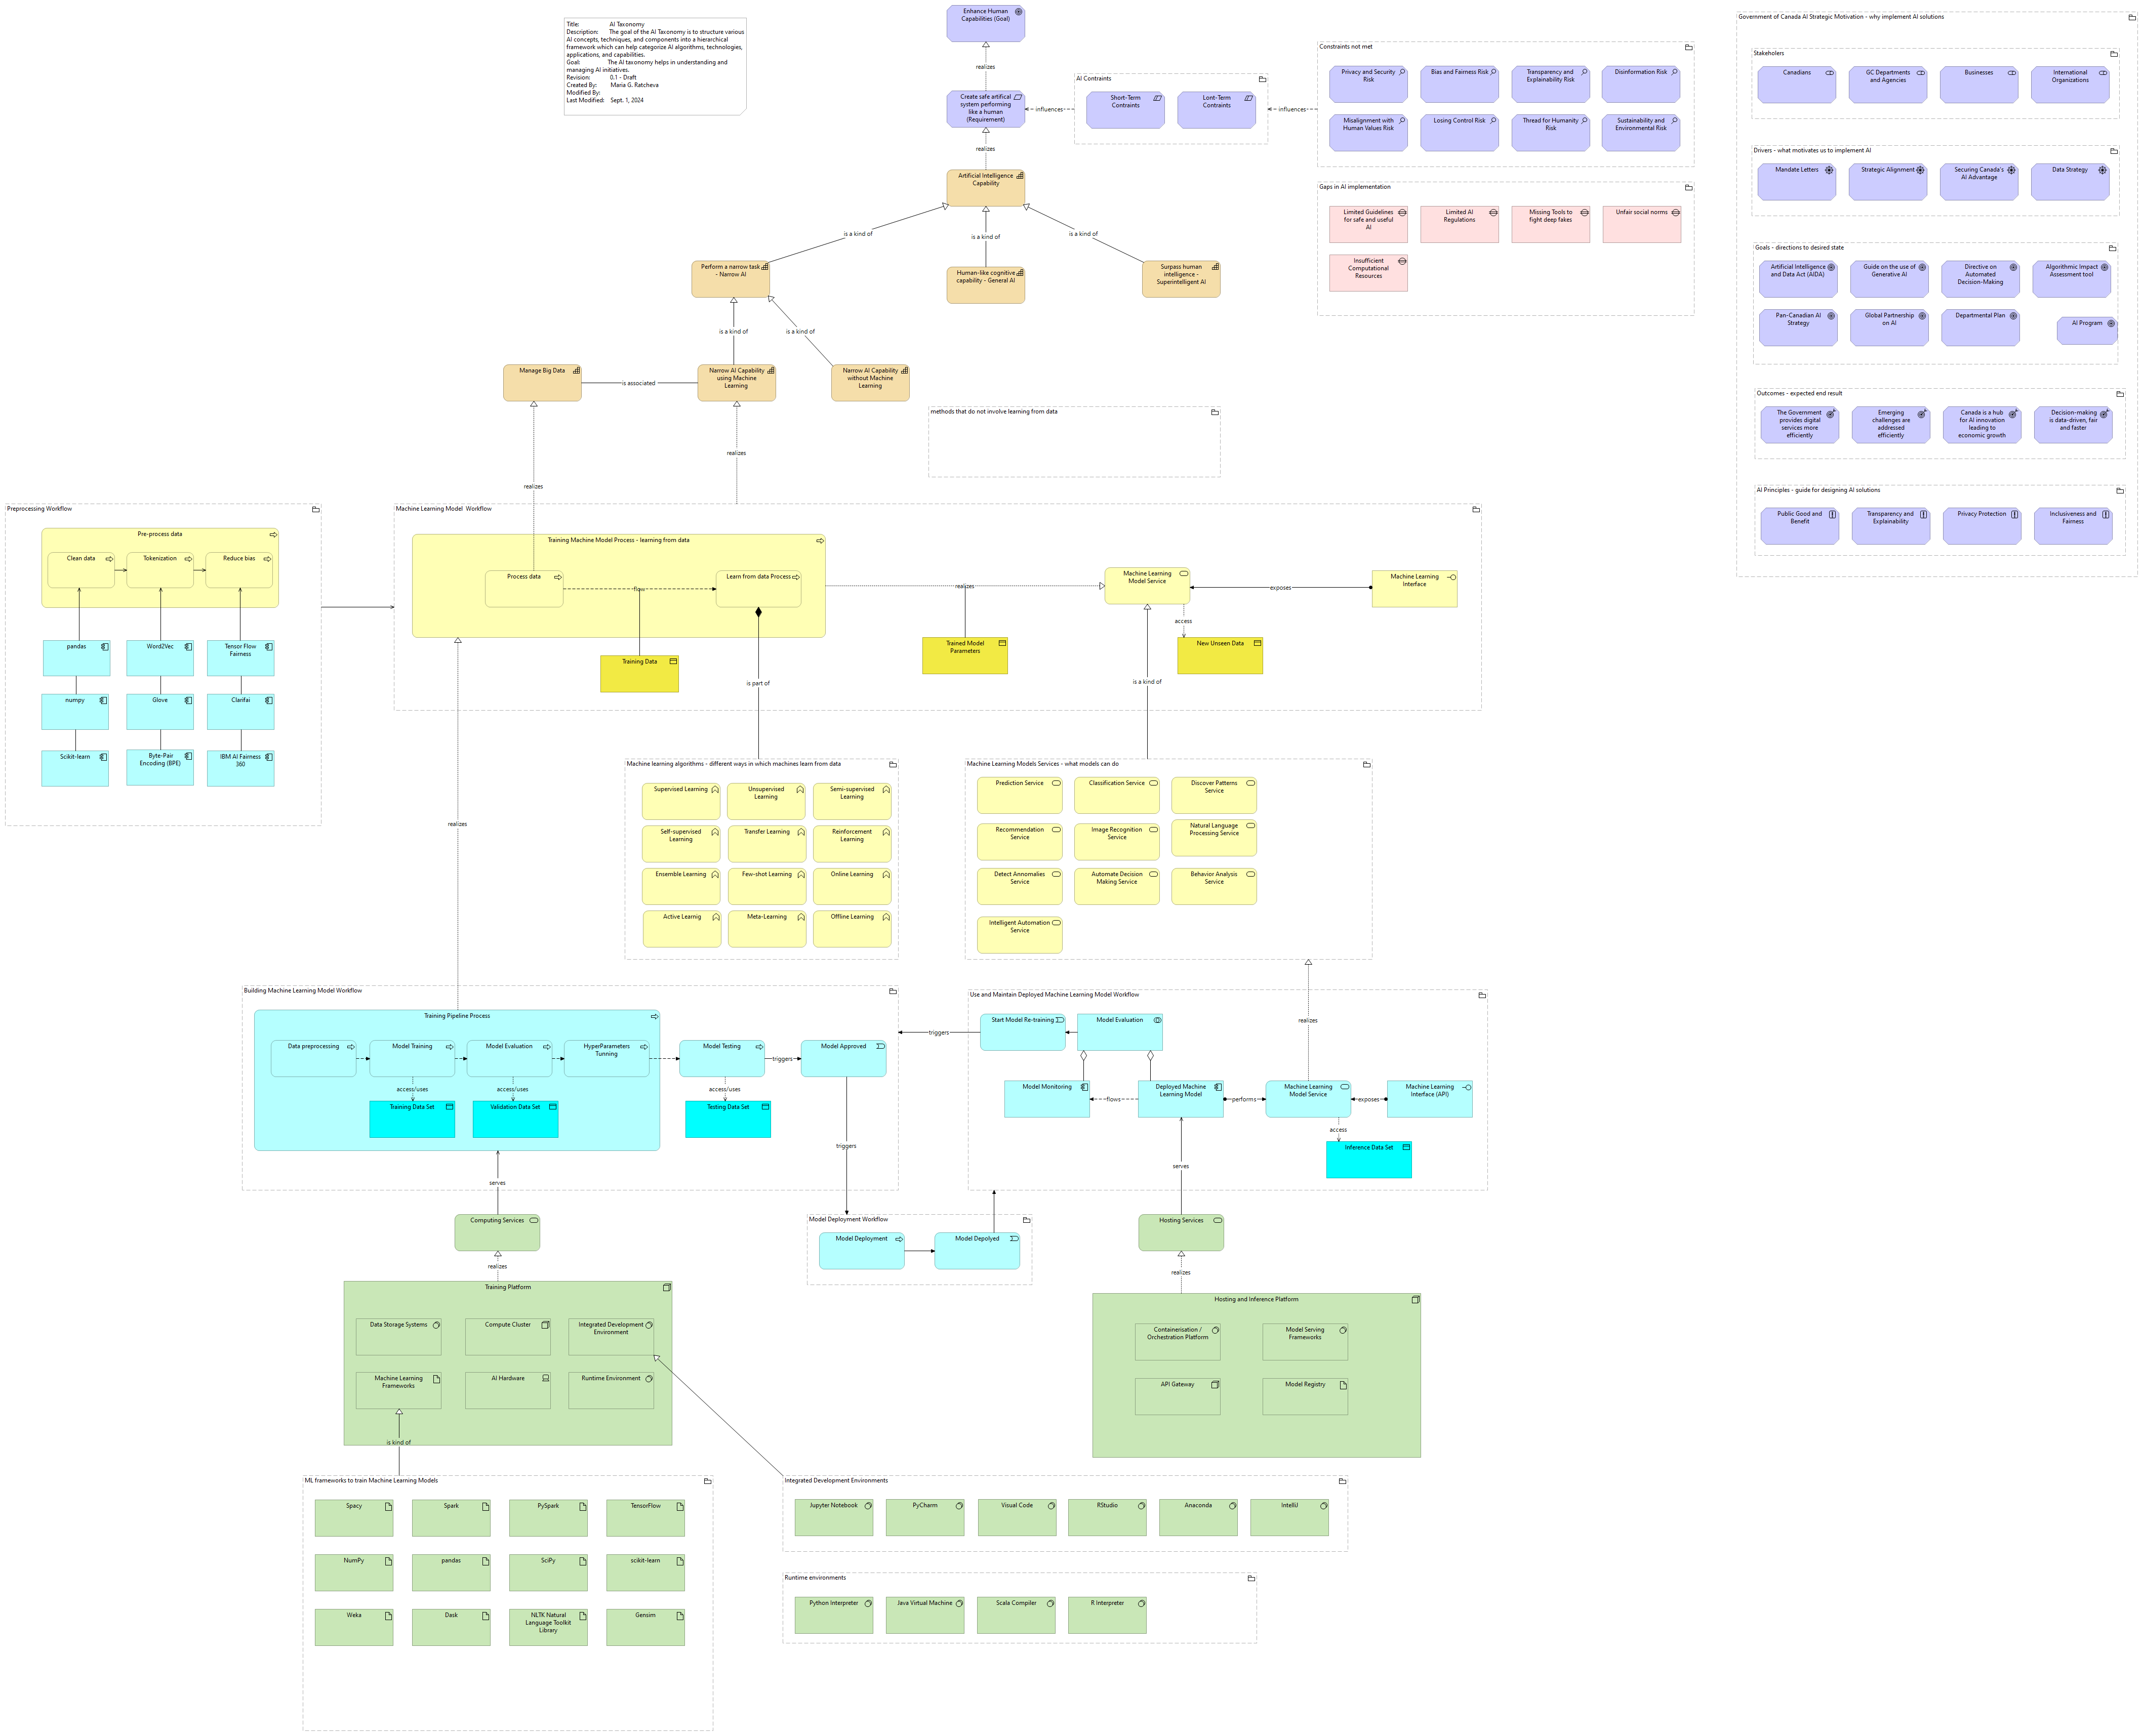 Title: AI Taxonomy
Description: The goal of the AI Taxonomy is to structure various
AI concepts, techniques, and components into a hierarchical
framework which can help categorize AI algorithms, technologies,
applications, and capabilities.
Goal: The AI taxonomy helps in understanding and
managing AI initiatives.
Revision: 0.1 - Draft
Created By: Maria G. Ratcheva
Modified By:
Last Modified: Sept. 1, 2024
Enhance Human
Capabilities (Goal)
realizes
Create safe artifical
system performing
like a human
(Requirement)
influences
AI Contraints
Short-Term
Contraints
Lont-Term
Contraints
influences
Constraints not met
Privacy and Security
Risk
Bias and Fairness Risk
Transparency and
Explainability Risk
Disinformation Risk
Misalignment with
Human Values Risk
Losing Control Risk
Thread for Humanity
Risk
Sustainability and
Environmental Risk
Gaps in AI implementation
Limited Guidelines
for safe and useful
AI
Limited AI
Regulations
Missing Tools to
fight deep fakes
Unfair social norms
Insufficient
Computational
Resources
Government of Canada AI Strategic Motivation - why implement AI solutions
Stakeholers
Canadians
GC Departments
and Agencies
Businesses
International
Organizations
Drivers - what motivates us to implement AI
Mandate Letters
Strategic Alignment
Securing Canada's
AI Advantage
Data Strategy
Goals - directions to desired state
Artificial Intelligence
and Data Act (AIDA)
Guide on the use of
Generative AI
Directive on
Automated
Decision-Making
Algorithmic Impact
Assessment tool
Pan-Canadian AI
Strategy
Global Partnership
on AI
Departmental Plan
AI Program
Outcomes - expected end result
The Government
provides digital
services more
efficiently
Emerging
challenges are
addressed
efficiently
Canada is a hub
for AI innovation
leading to
economic growth
Decision-making
is data-driven, fair
and faster
AI Principles - guide for designing AI solutions
Public Good and
Benefit
Transparency and
Explainability
Privacy Protection
Inclusiveness and
Fairness
realizes
Artificial Intelligence
Capability
is a kind of
is a kind of
is a kind of
Perform a narrow task
- Narrow AI
Human-like cognitive
capability - General AI
Surpass human
intelligence -
Superintelligent AI
is a kind of
is a kind of
Manage Big Data
is associated
Narrow AI Capability
using Machine
Learning
Narrow AI Capability
without Machine
Learning
methods that do not involve learning from data
realizes
realizes
Preprocessing Workflow
Pre-process data
Clean data
Tokenization
Reduce bias
pandas
Word2Vec
Tensor Flow
Fairness
numpy
Glove
Clarifai
Scikit-learn
Byte-Pair
Encoding (BPE)
IBM AI Fairness
360
Machine Learning Model  Workflow
Training Machine Model Process - learning from data
Process data
flow
Learn from data Process
realizes
Machine Learning
Model Service
exposes
Machine Learning
Interface
access
Training Data
Trained Model
Parameters
New Unseen Data
is part of
is a kind of
realizes
Machine learning algorithms - different ways in which machines learn from data
Supervised Learning
Unsupervised
Learning
Semi-supervised
Learning
Self-supervised
Learning
Transfer Learning
Reinforcement
Learning
Ensemble Learning
Few-shot Learning
Online Learning
Active Learnig
Meta-Learning
Offline Learning
Machine Learning Models Services - what models can do
Prediction Service
Classification Service
Discover Patterns
Service
Recommendation
Service
Image Recognition
Service
Natural Language
Processing Service
Detect Annomalies
Service
Automate Decision
Making Service
Behavior Analysis
Service
Intelligent Automation
Service
Building Machine Learning Model Workflow
Training Pipeline Process
Data preprocessing
Model Training
Model Evaluation
HyperParameters
Tunning
Model Testing
triggers
Model Approved
access/uses
access/uses
access/uses
Training Data Set
Validation Data Set
Testing Data Set
triggers
serves
triggers
Use and Maintain Deployed Machine Learning Model Workflow
Start Model Re-training
Model Evaluation
realizes
Model Monitoring
flows
Deployed Machine
Learning Model
performs
Machine Learning
Model Service
exposes
Machine Learning
Interface (API)
access
Inference Data Set
serves
Computing Services
realizes
Model Deployment Workflow
Model Deployment
Model Depolyed
Hosting Services
realizes
Training Platform
Data Storage Systems
Compute Cluster
Integrated Development
Environment
Machine Learning
Frameworks
AI Hardware
Runtime Environment
is kind of
Hosting and Inference Platform
Containerisation /
Orchestration Platform
Model Serving
Frameworks
API Gateway
Model Registry
ML frameworks to train Machine Learning Models
Spacy
Spark
PySpark
TensorFlow
NumPy
pandas
SciPy
scikit-learn
Weka
Dask
NLTK Natural
Language Toolkit
Library
Gensim
Integrated Development Environments
Jupyter Notebook
PyCharm
Visual Code
RStudio
Anaconda
IntelliJ
Runtime environments
Python Interpreter
Java Virtual Machine
Scala Compiler
R Interpreter